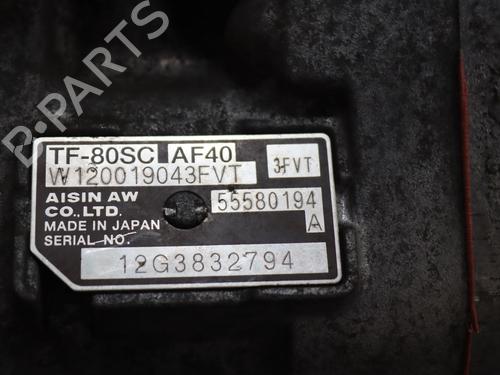 B-PARTS
TF-80SC AF40
W120019043FVT 3FVT
AISIN AW
CO.,LTD. 55580194
MADE IN JAPAN A
SERIAL NO.
12G3832794